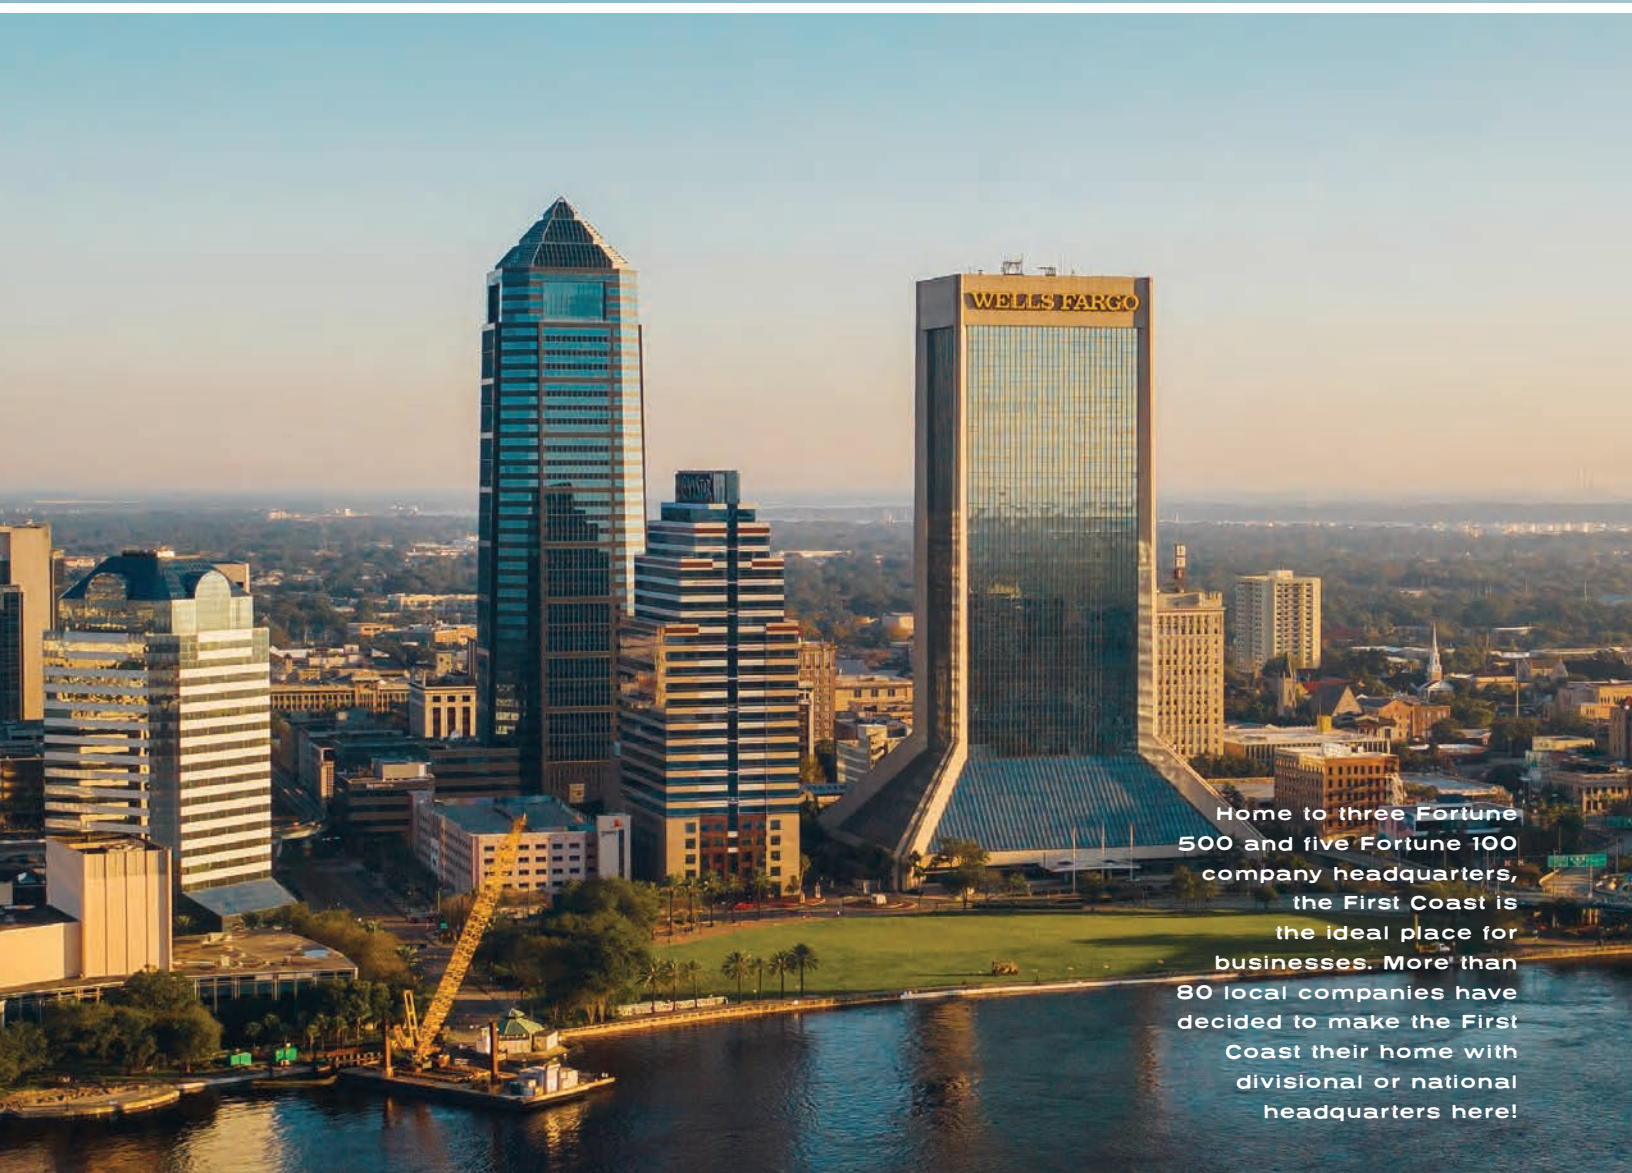 WELLS FARGO
Home to three Fortune
500 and five Fortune 100
company headquarters,
the First Coast is
the ideal place for
businesses. More than
80 local companies have
decided to make the First
Coast their home with
divisional or national
headquarters here!